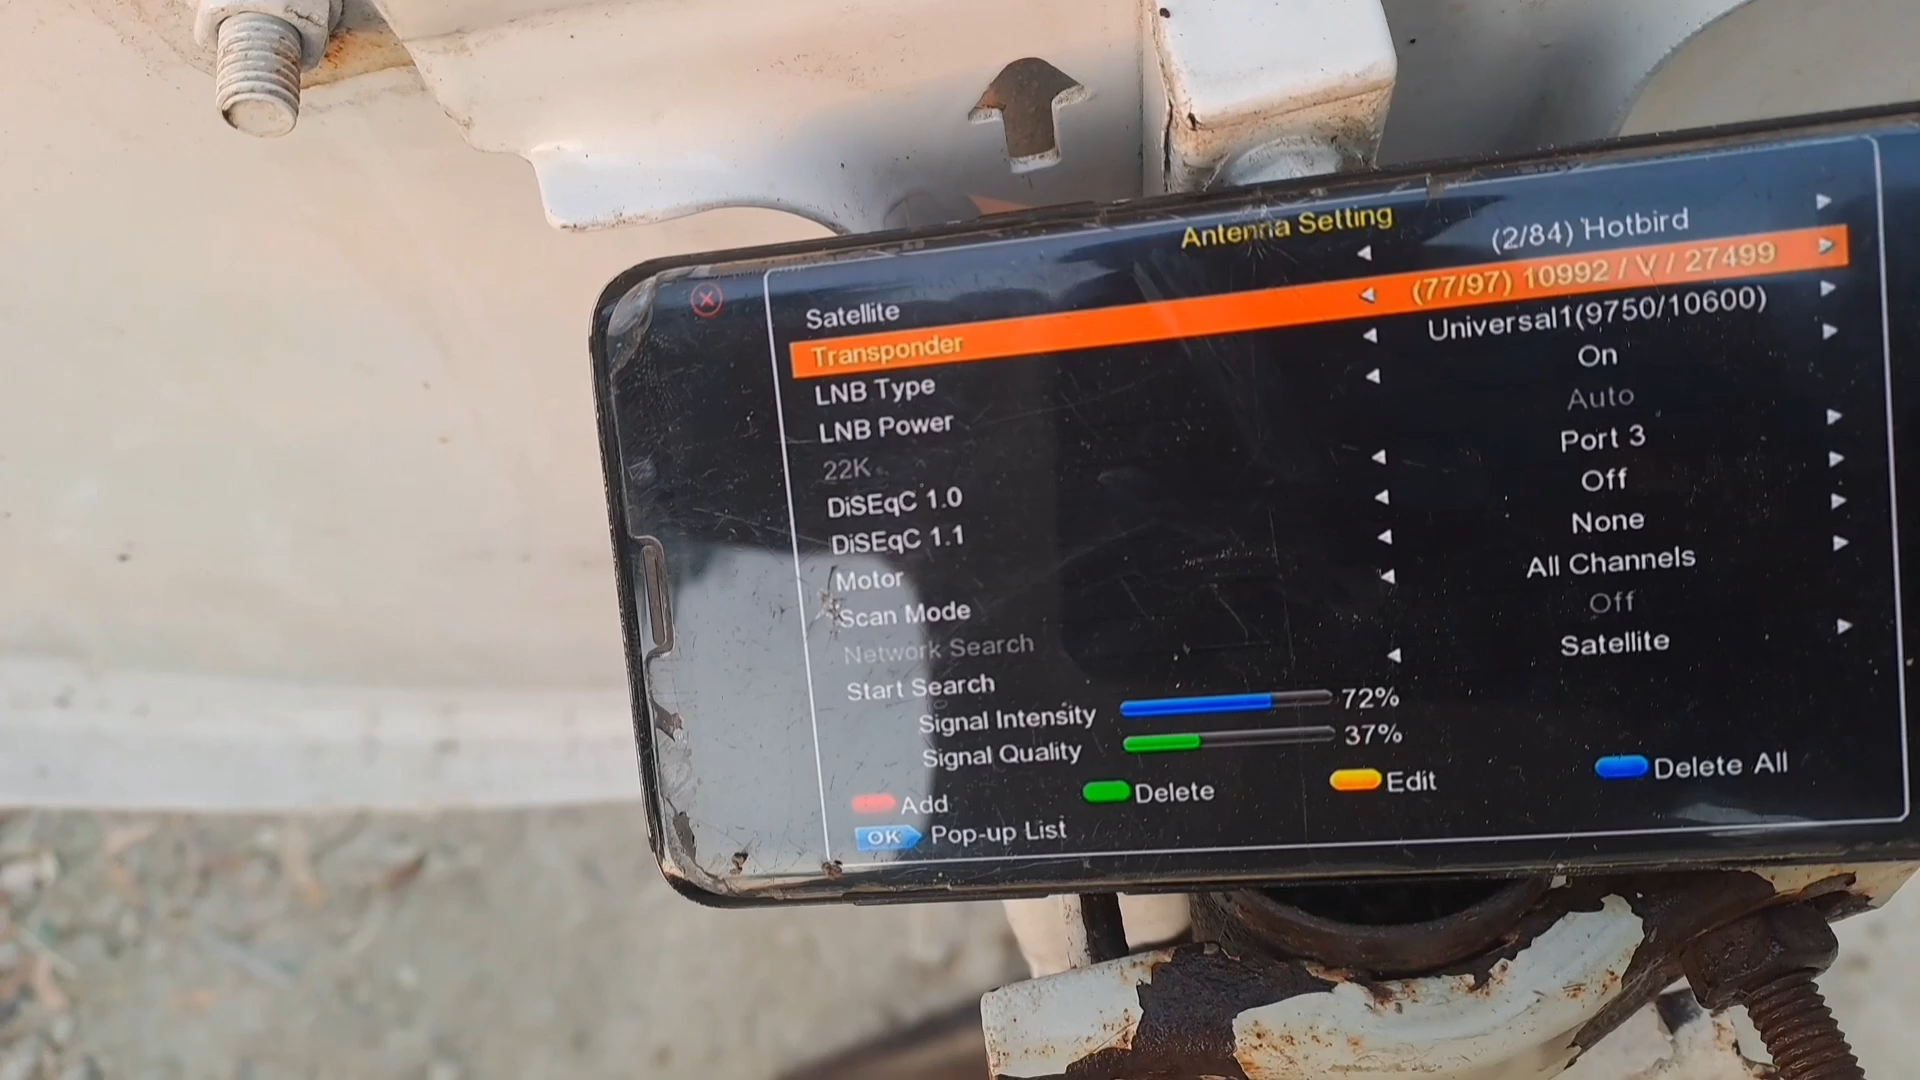 Antenna Setting
Satellite (2/84) Hotbird
Transponder (77/97) 10992 / V / 27499
LNB Type Universal1(9750/10600)
LNB Power On
22K Auto
DiSEqC 1.0 Port 3
DiSEqC 1.1 Off
Motor None
Scan Mode All Channels
Network Search Off
Start Search Satellite
Signal Intensity 72%
Signal Quality 37%
Add Delete Edit Delete All
OK Pop-up List